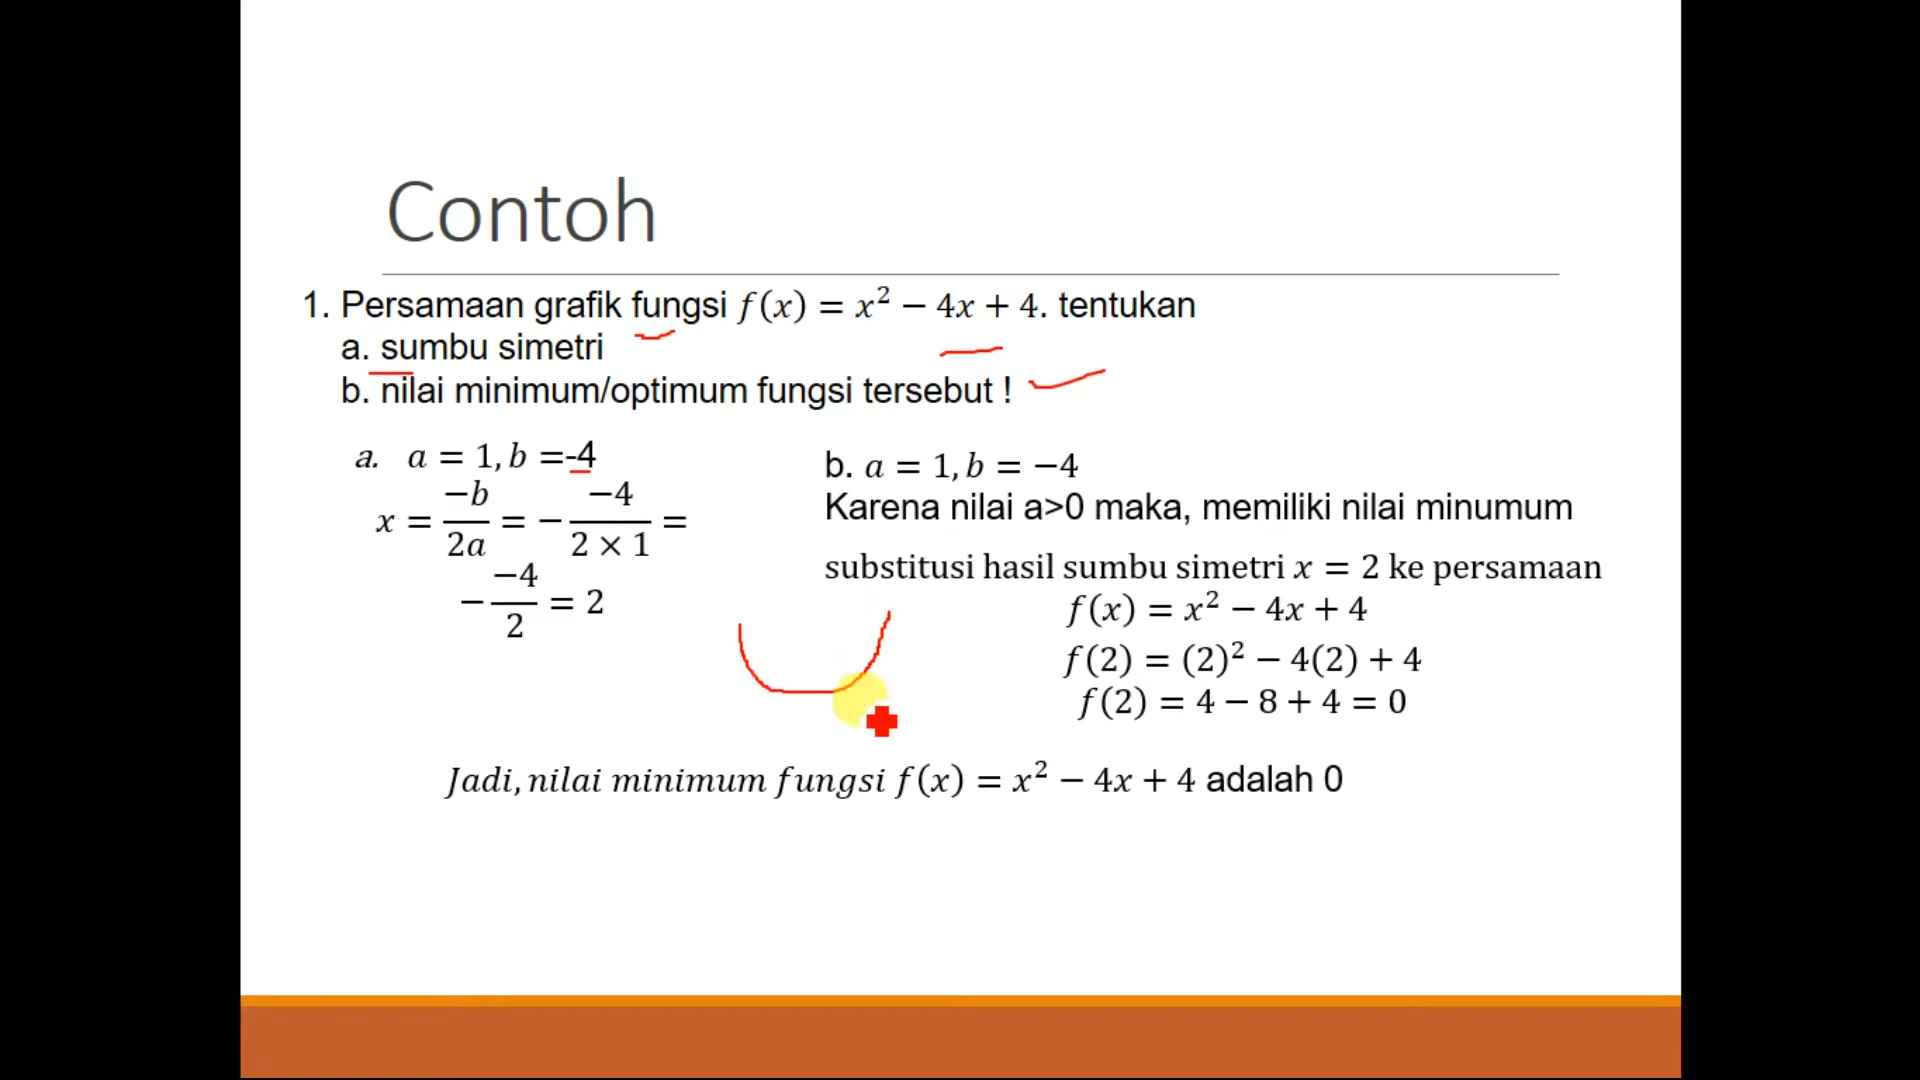 Contoh
1. Persamaan grafik fungsi f(x) = x² − 4x + 4. tentukan
a. sumbu simetri
b. nilai minimum/optimum fungsi tersebut !
a. a = 1, b =-4
x = −b/2a = − −4/2 × 1 =
− −4/2 = 2
b. a = 1, b = −4
Karena nilai a>0 maka, memiliki nilai minumum
substitusi hasil sumbu simetri x = 2 ke persamaan
f(x) = x² − 4x + 4
f(2) = (2)² − 4(2) + 4
f(2) = 4 − 8 + 4 = 0
Jadi, nilai minimum fungsi f(x) = x² − 4x + 4 adalah 0